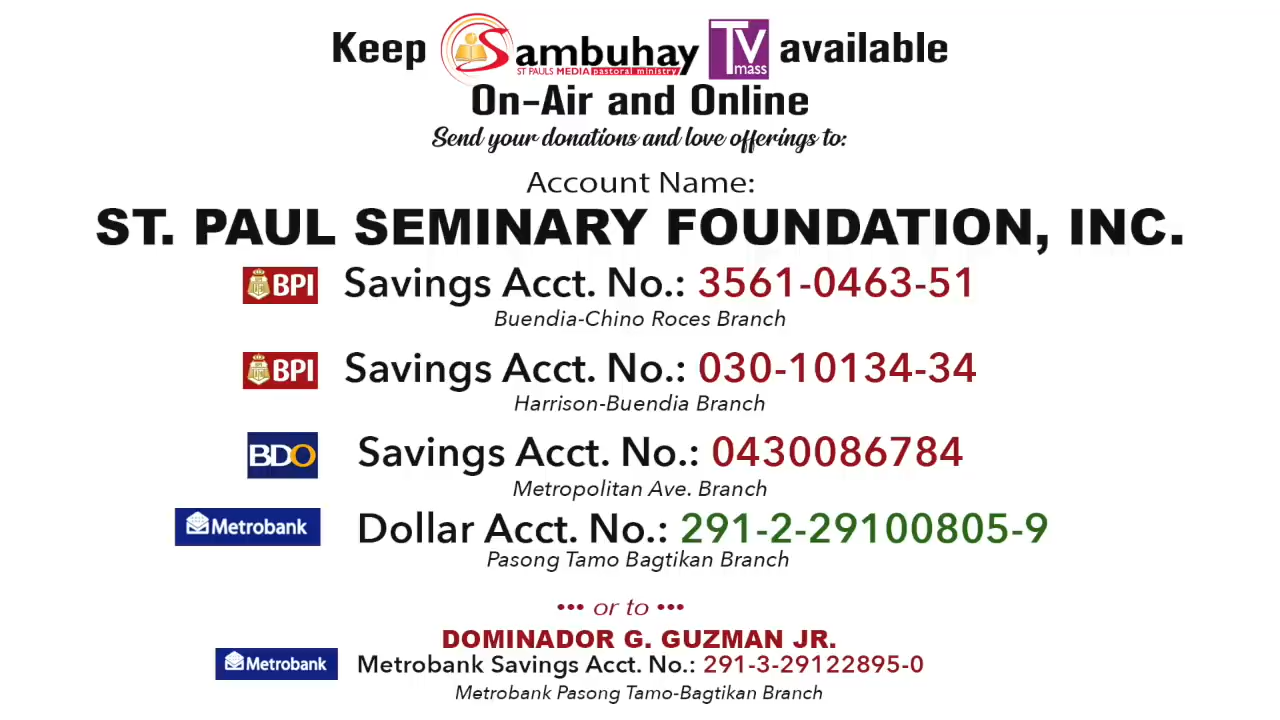 Keep Sambuhay TV mass available
ST PAULS MEDIA pastoral ministry
On-Air and Online
Send your donations and love offerings to:
Account Name:
ST. PAUL SEMINARY FOUNDATION, INC.
BPI Savings Acct. No.: 3561-0463-51
Buendia-Chino Roces Branch
BPI Savings Acct. No.: 030-10134-34
Harrison-Buendia Branch
BDO Savings Acct. No.: 0430086784
Metropolitan Ave. Branch
Metrobank Dollar Acct. No.: 291-2-29100805-9
Pasong Tamo Bagtikan Branch
••• or to •••
DOMINADOR G. GUZMAN JR.
Metrobank Metrobank Savings Acct. No.: 291-3-29122895-0
Metrobank Pasong Tamo-Bagtikan Branch